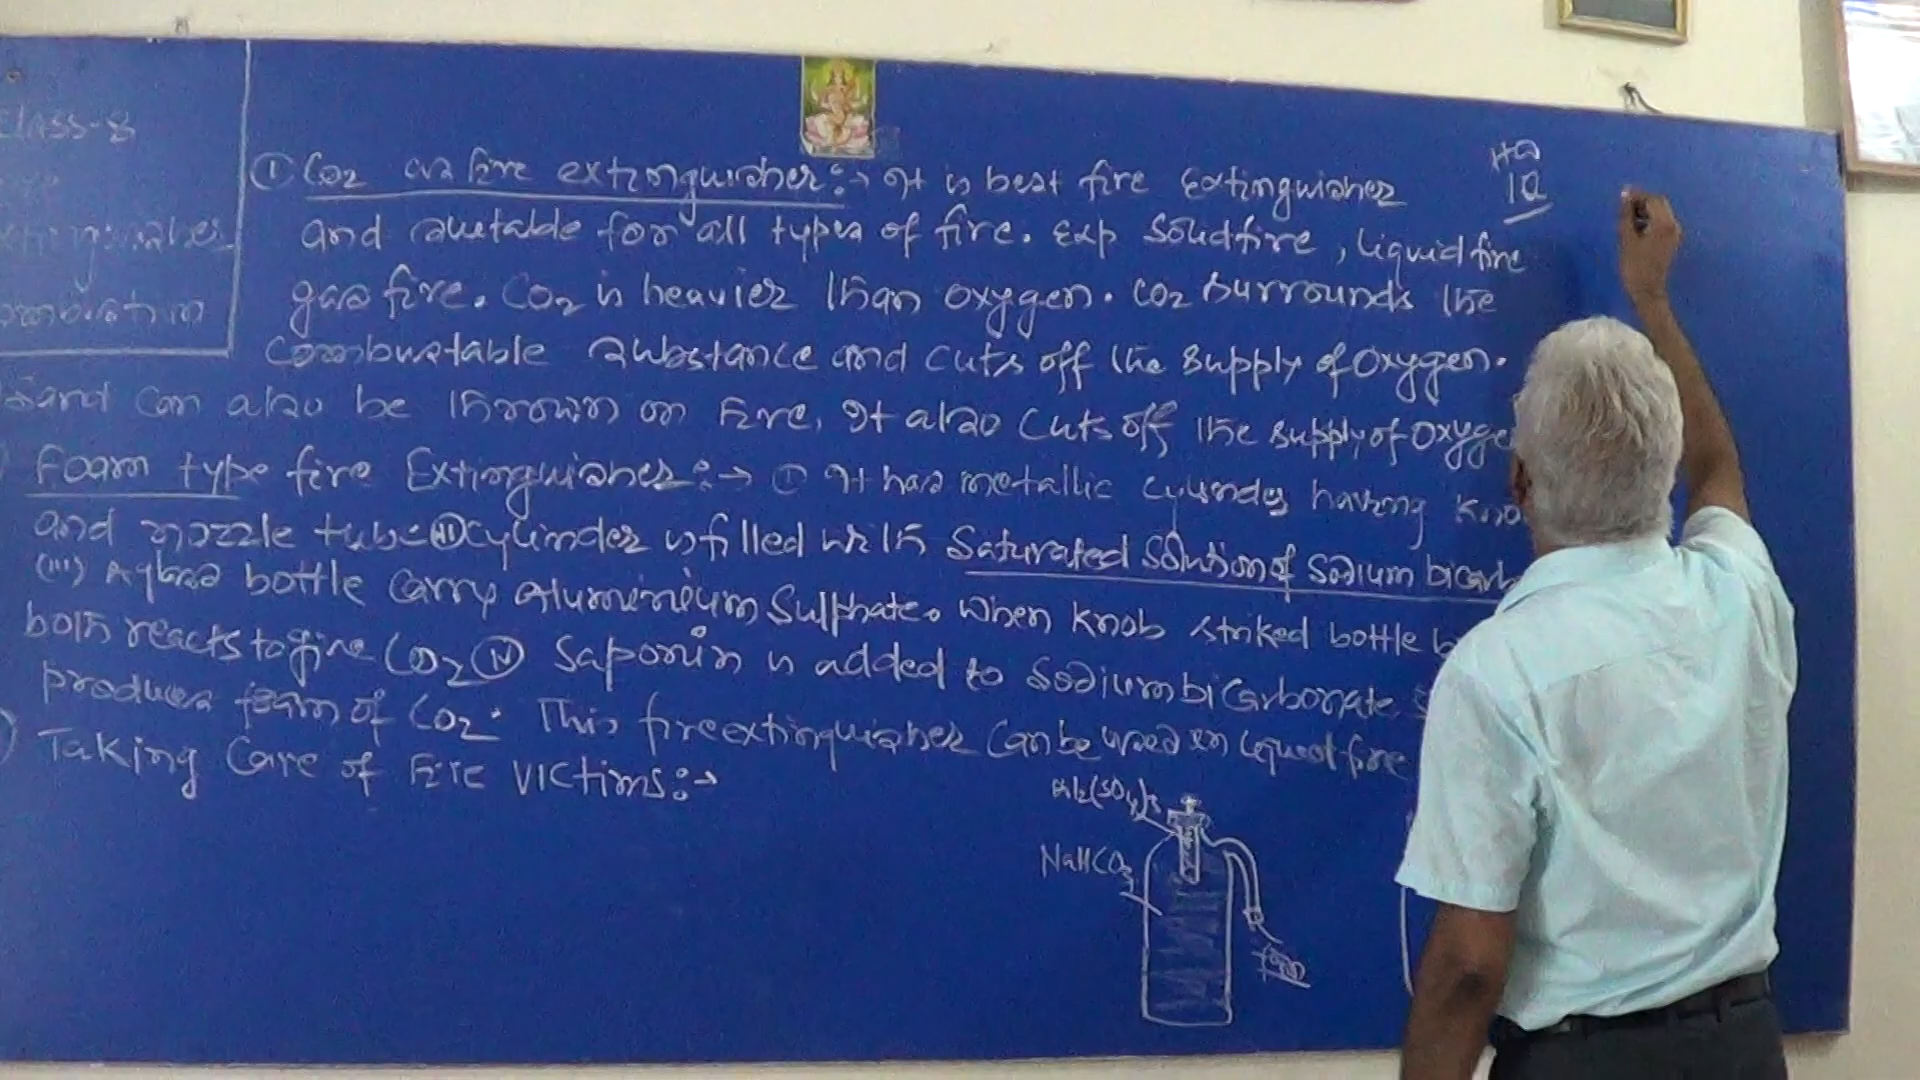 Class-8
① CO2 as fire extinguisher:→ It is best fire Extinguisher
HQ
1Q
and suetable for all types of fire. Exp Solidfire, liquid fire
gas fire. CO2 is heavier than oxygen. CO2 surrounds the
Combustable substance and cuts off the supply of Oxygen.
Sand can also be thrown on Fire, It also cuts off the supply of Oxyge
Foam type fire Extinguisher:→ ① It has metallic cylinder having Kno
and nozzle tube (II) Cylinder is filled with Saturated Solution of Sodium bicarb
(III) A glass bottle carry Aluminium Sulphate. When Knob striked bottle b
both reacts to give CO2 (IV) Saponin is added to Sodium bicarbonate
produces foam of CO2. This fire extinguisher can be used in liquid fire
Taking Care of Fire Victims:→
Al2(SO4)3
NaHCO3
foam